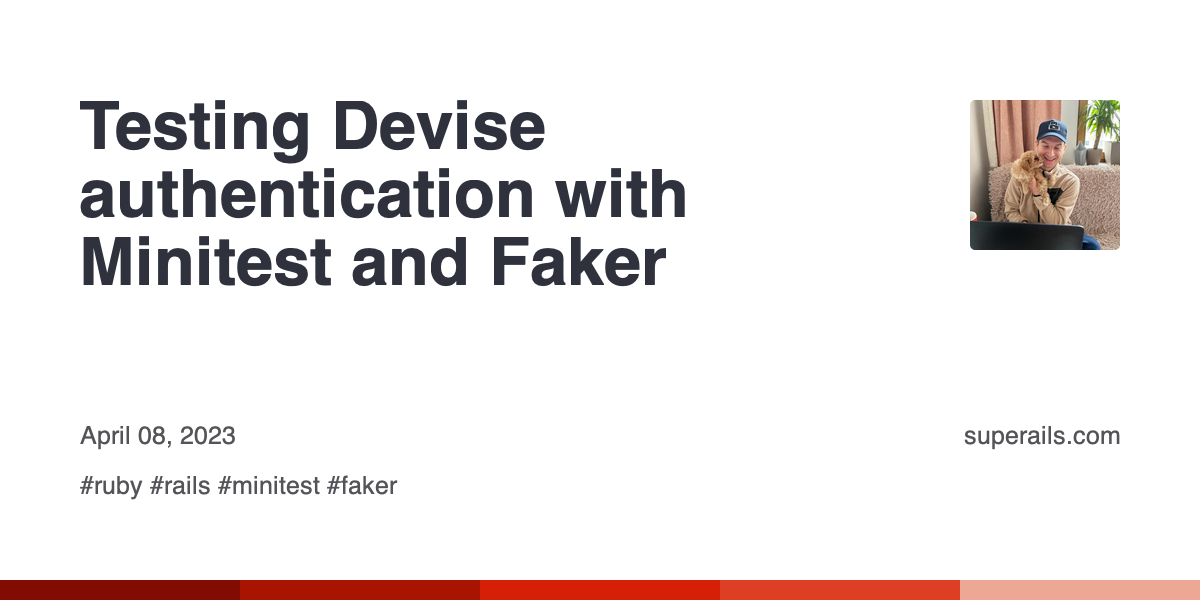 Testing Devise
authentication with
Minitest and Faker
April 08, 2023
superails.com
#ruby #rails #minitest #faker